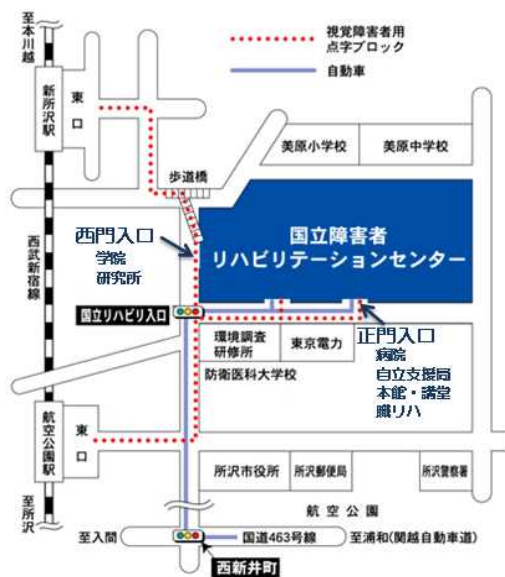 至本川越
視覚障害者用
点字ブロック
自動車
新所沢駅
東口
美原小学校
美原中学校
歩道橋
西門入口
学院
研究所
国立障害者
リハビリテーションセンター
西武新宿線
国立リハビリ入口
正門入口
病院
自立支援局
本館・講堂
職リハ
環境調査
研修所
東京電力
防衛医科大学校
航空公園駅
東口
所沢市役所
所沢郵便局
所沢警察署
至所沢
航空公園
至入間
国道463号線
至浦和(関越自動車道)
西新井町